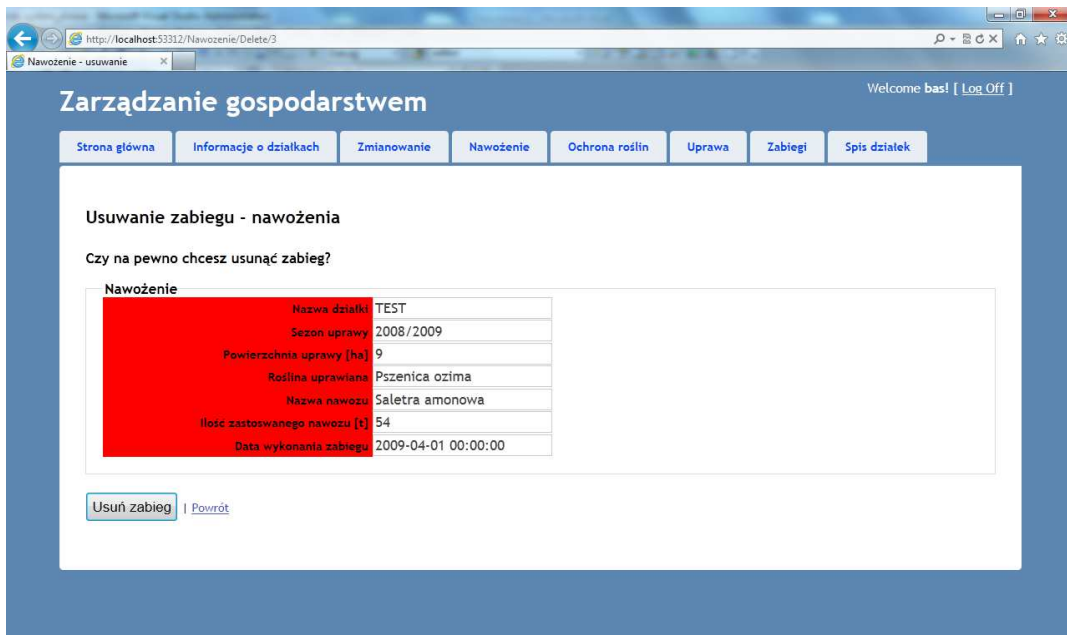 http://localhost:53312/Nawozenie/Delete/3
Nawożenie - usuwanie
Welcome bas! [ Log Off ]
Zarządzanie gospodarstwem
Strona główna Informacje o działkach Zmianowanie Nawożenie Ochrona roślin Uprawa Zabiegi Spis działek
Usuwanie zabiegu - nawożenia
Czy na pewno chcesz usunąć zabieg?
Nawożenie
Nazwa działki TEST
Sezon uprawy 2008/2009
Powierzchnia uprawy [ha] 9
Roślina uprawiana Pszenica ozima
Nazwa nawozu Saletra amonowa
Ilość zastoswanego nawozu [t] 54
Data wykonania zabiegu 2009-04-01 00:00:00
Usuń zabieg | Powrót